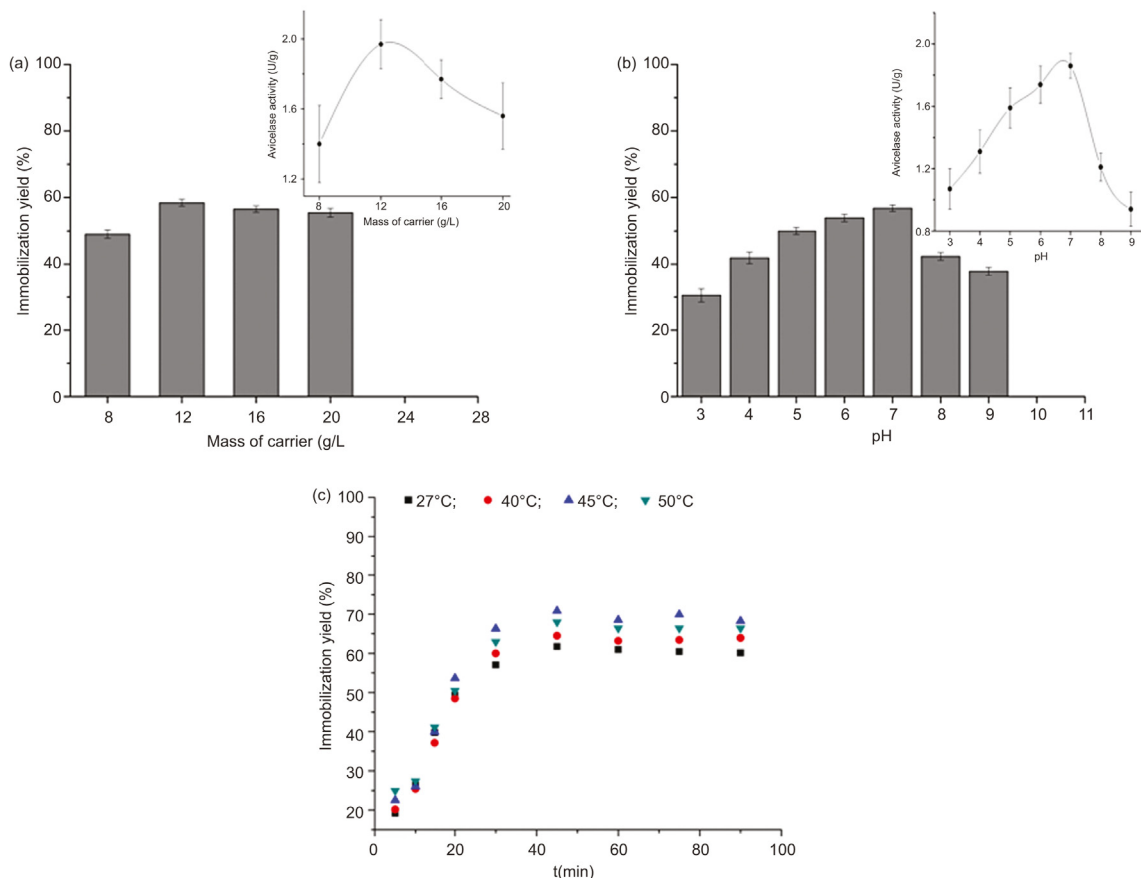 (a)
100
80
60
40
20
0
Immobilization yield (%)
8 12 16 20 24 28
Mass of carrier (g/L
2.0
1.6
1.2
Avicelase activity (U/g)
8 12 16 20
Mass of carrier (g/L)
(b)
100
80
60
40
20
0
Immobilization yield (%)
3 4 5 6 7 8 9 10 11
pH
2.0
1.6
1.2
0.8
Avicelase activity (U/g)
3 4 5 6 7 8 9
pH
(c)
27°C; 40°C; 45°C; 50°C
100
90
80
70
60
50
40
30
20
Immobilization yield (%)
0 20 40 60 80 100
t(min)